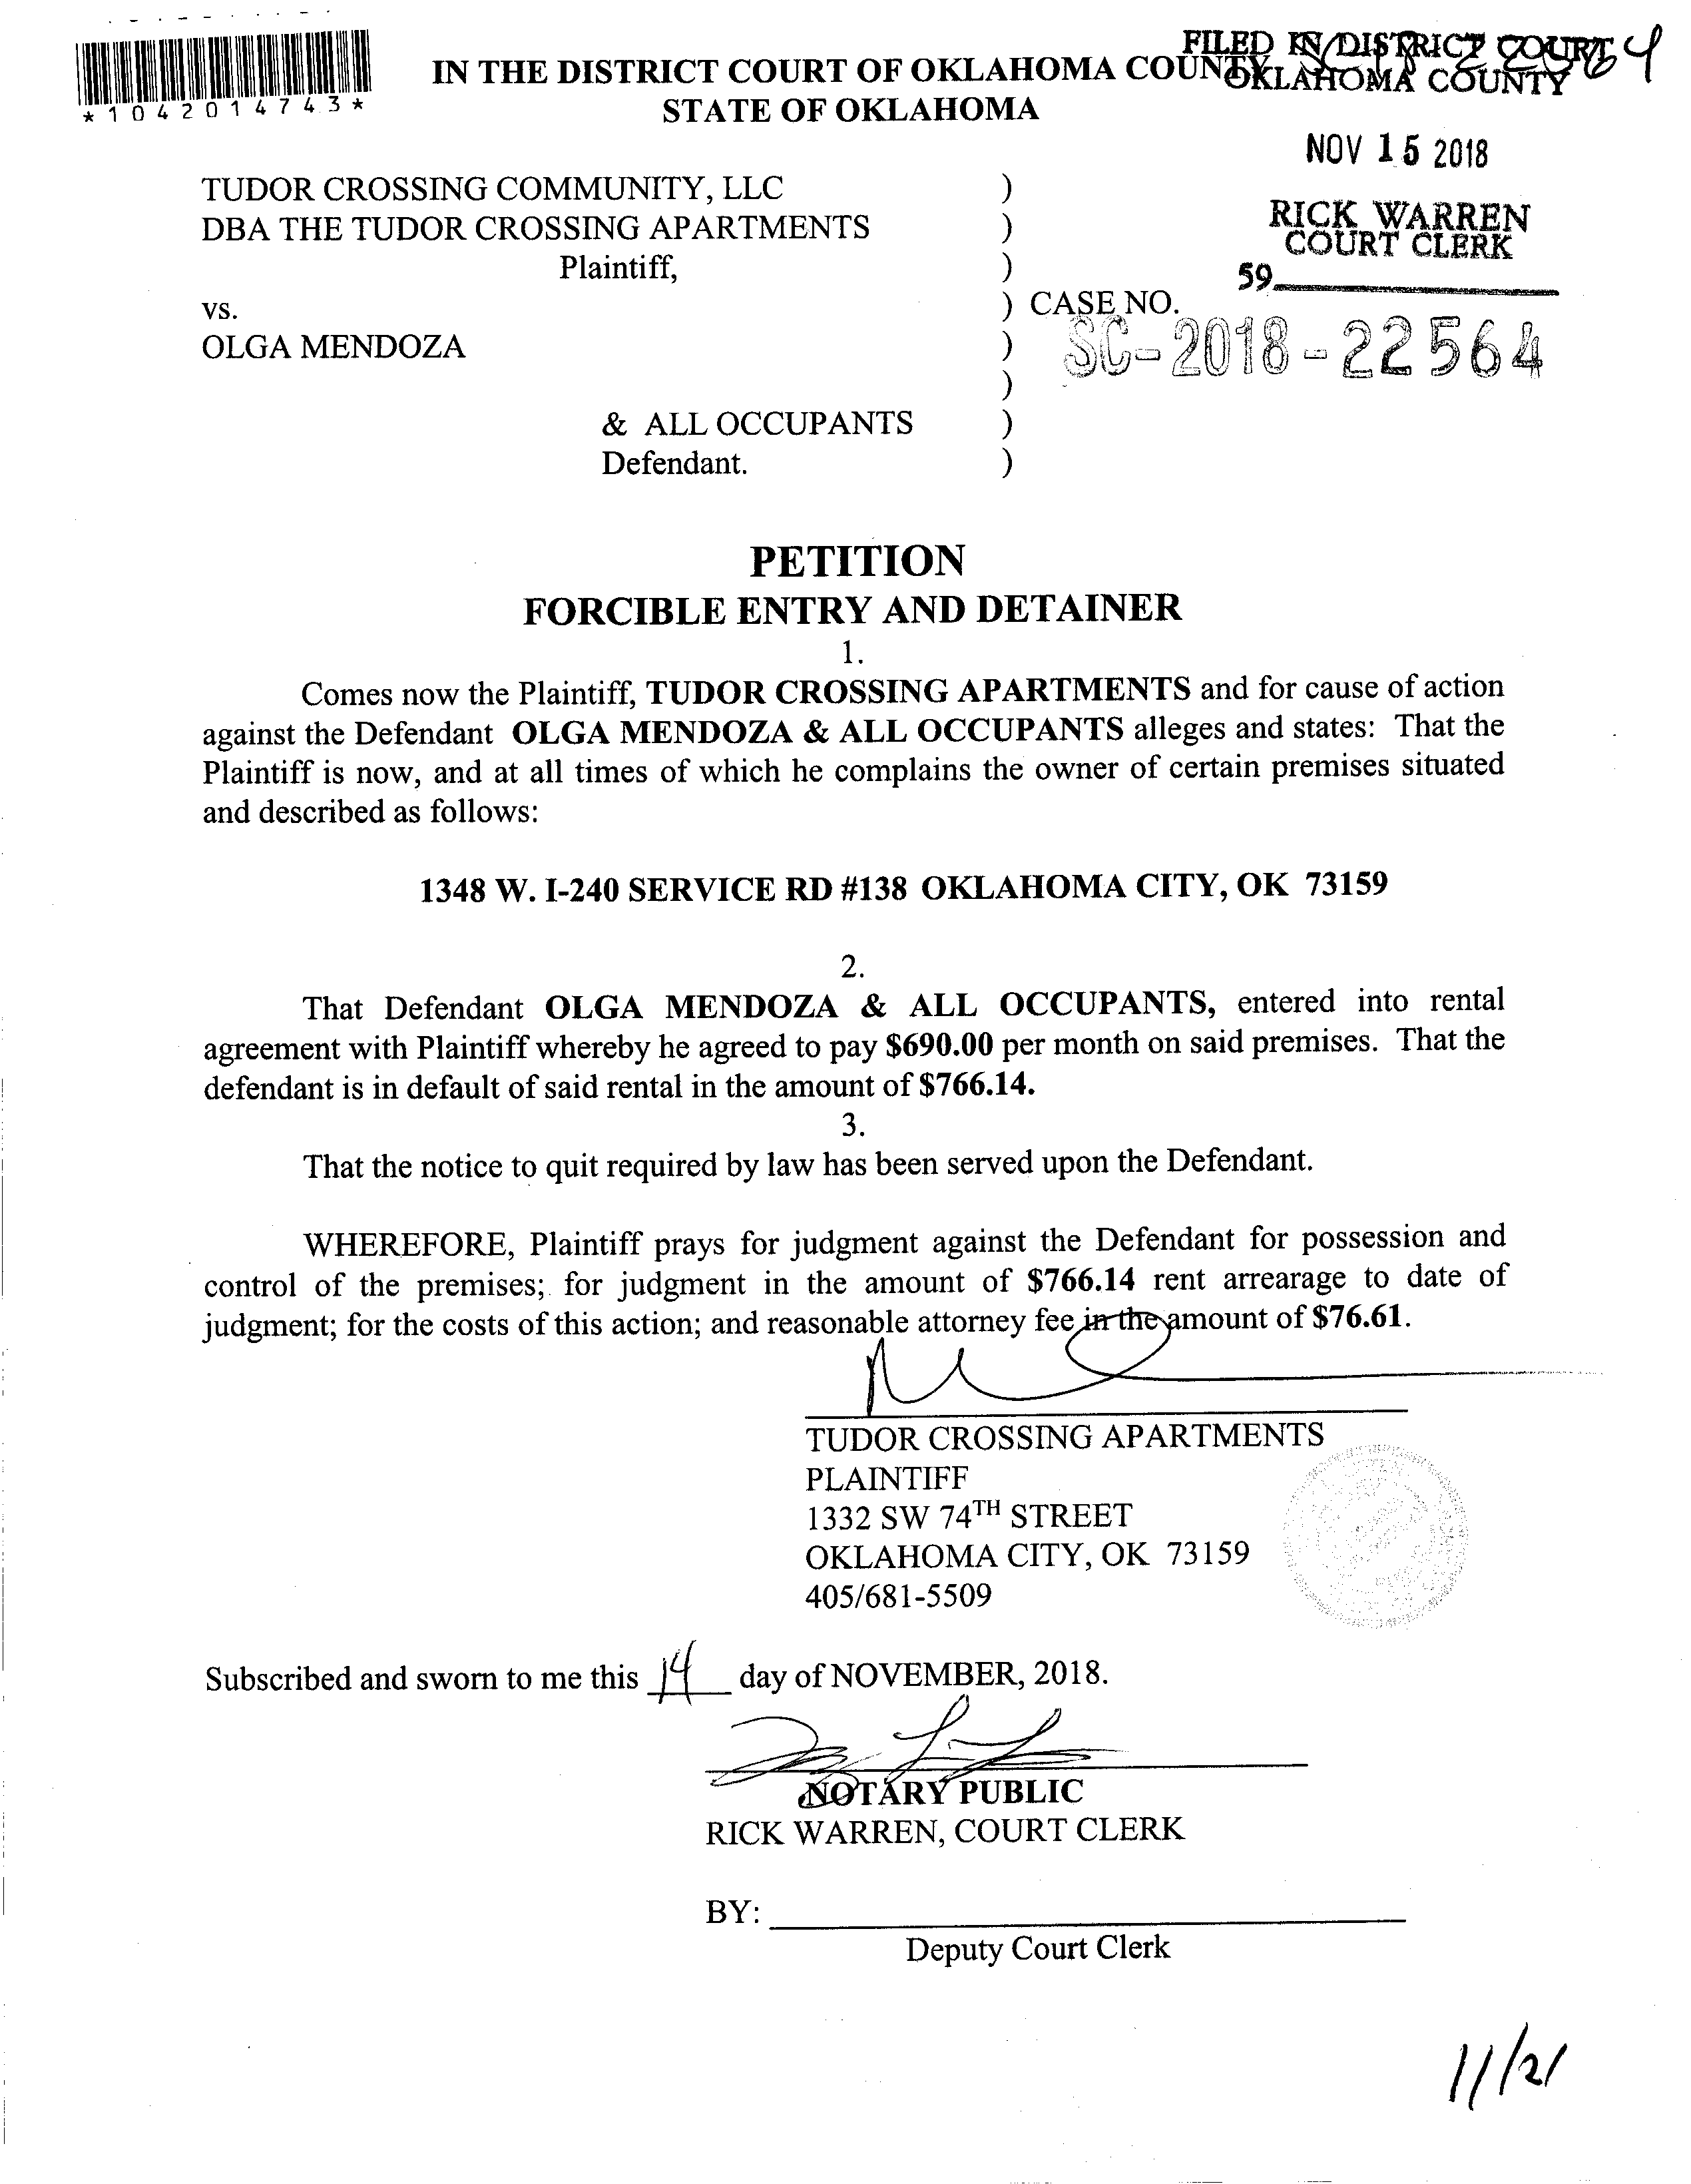 *1042014743*
IN THE DISTRICT COURT OF OKLAHOMA COUNTY
STATE OF OKLAHOMA
FILED IN DISTRICT COURT
OKLAHOMA COUNTY
NOV 15 2018
RICK WARREN
COURT CLERK
59
TUDOR CROSSING COMMUNITY, LLC )
DBA THE TUDOR CROSSING APARTMENTS )
Plaintiff, )
vs. ) CASE NO.
OLGA MENDOZA ) SC-2018-22564
)
& ALL OCCUPANTS )
Defendant. )
PETITION
FORCIBLE ENTRY AND DETAINER
1.
Comes now the Plaintiff, TUDOR CROSSING APARTMENTS and for cause of action
against the Defendant OLGA MENDOZA & ALL OCCUPANTS alleges and states: That the
Plaintiff is now, and at all times of which he complains the owner of certain premises situated
and described as follows:
1348 W. I-240 SERVICE RD #138 OKLAHOMA CITY, OK 73159
2.
That Defendant OLGA MENDOZA & ALL OCCUPANTS, entered into rental
agreement with Plaintiff whereby he agreed to pay $690.00 per month on said premises. That the
defendant is in default of said rental in the amount of $766.14.
3.
That the notice to quit required by law has been served upon the Defendant.
WHEREFORE, Plaintiff prays for judgment against the Defendant for possession and
control of the premises; for judgment in the amount of $766.14 rent arrearage to date of
judgment; for the costs of this action; and reasonable attorney fee in the amount of $76.61.
TUDOR CROSSING APARTMENTS
PLAINTIFF
1332 SW 74TH STREET
OKLAHOMA CITY, OK 73159
405/681-5509
Subscribed and sworn to me this 14 day of NOVEMBER, 2018.
NOTARY PUBLIC
RICK WARREN, COURT CLERK
BY:
Deputy Court Clerk
11/21